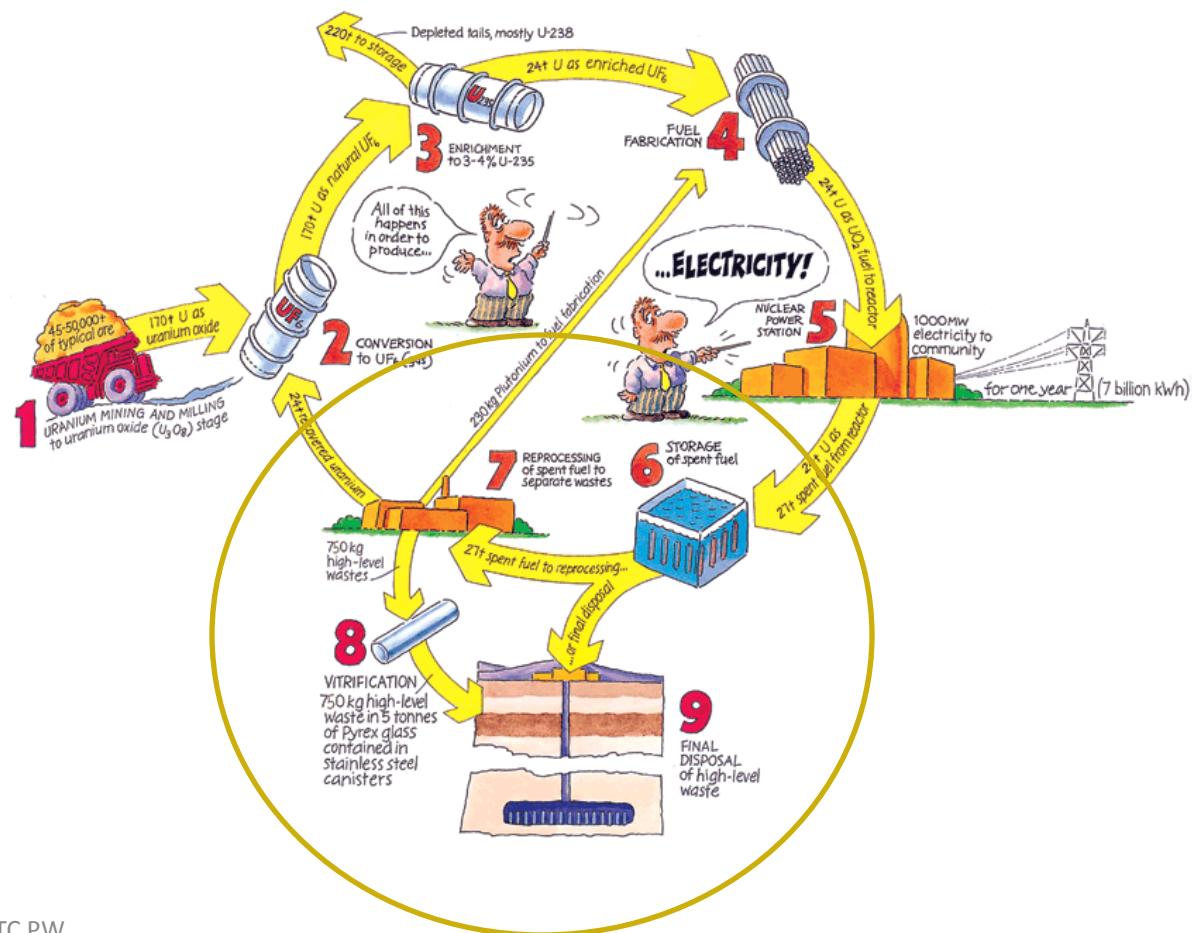 220t to storage
Depleted tails, mostly U-238
24t U as enriched UF₆
U₂₃₅
3
ENRICHMENT
to 3-4% U-235
FUEL
FABRICATION
4
170t U as natural UF₆
All of this
happens
in order to
produce...
24t U as UO₂ fuel to reactor
...ELECTRICITY!
230 kg Plutonium to fuel fabrication
45-50,000t
of typical ore
170t U as
uranium oxide
UF₆
2
CONVERSION
to UF₆ (gas)
NUCLEAR
POWER
STATION
5
1000MW
electricity to
community
for one year
(7 billion kWh)
1
URANIUM MINING AND MILLING
to uranium oxide (U₃O₈) stage
24t recovered uranium
7
REPROCESSING
of spent fuel to
separate wastes
6
STORAGE
of spent fuel
24t U as
27t spent fuel from reactor
750 kg
high-level
wastes
27t spent fuel to reprocessing...
...or final disposal
8
VITRIFICATION
750 kg high-level
waste in 5 tonnes
of Pyrex glass
contained in
stainless steel
canisters
9
FINAL
DISPOSAL
of high-level
waste